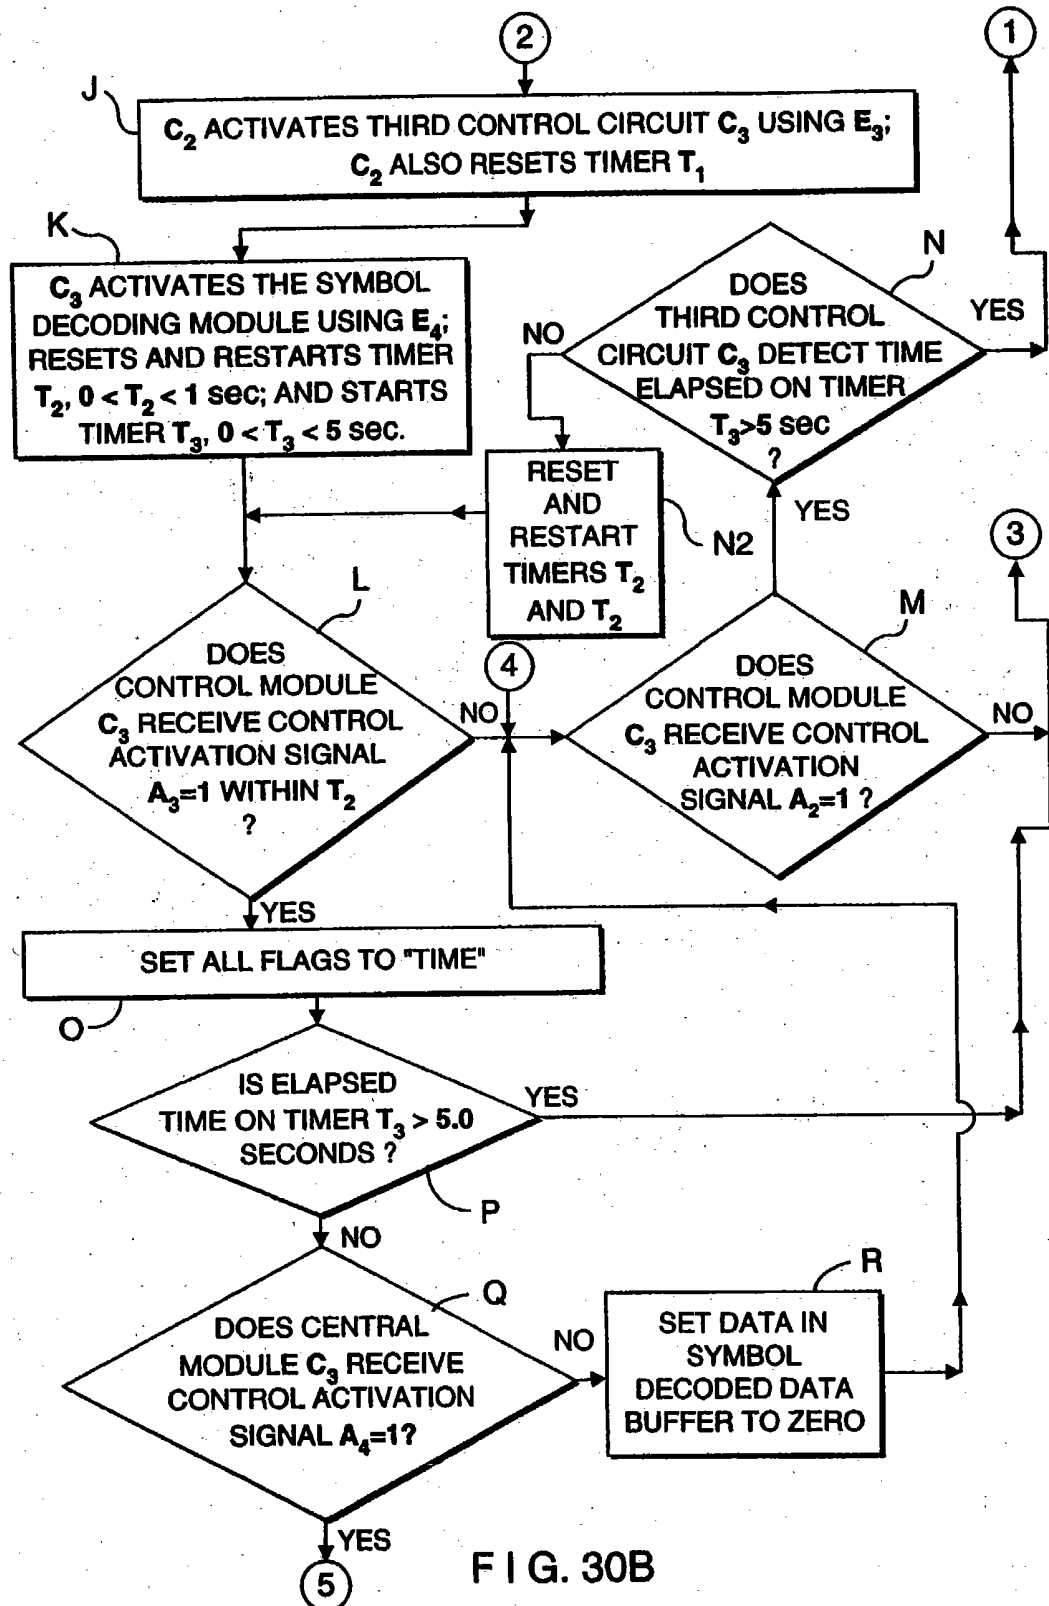 2
1
J
C2 ACTIVATES THIRD CONTROL CIRCUIT C3 USING E3;
C2 ALSO RESETS TIMER T1
K
C3 ACTIVATES THE SYMBOL
DECODING MODULE USING E4;
RESETS AND RESTARTS TIMER
T2, 0 < T2 < 1 sec; AND STARTS
TIMER T3, 0 < T3 < 5 sec.
N
DOES
THIRD CONTROL
CIRCUIT C3 DETECT TIME
ELAPSED ON TIMER
T3>5 sec
?
YES
NO
RESET
AND
RESTART
TIMERS T2
AND T2
N2
YES
3
L
DOES
CONTROL MODULE
C3 RECEIVE CONTROL
ACTIVATION SIGNAL
A3=1 WITHIN T2
?
NO
4
M
DOES
CONTROL MODULE
C3 RECEIVE CONTROL
ACTIVATION
SIGNAL A2=1 ?
NO
YES
SET ALL FLAGS TO "TIME"
O
IS ELAPSED
TIME ON TIMER T3 > 5.0
SECONDS ?
YES
P
NO
Q
DOES CENTRAL
MODULE C3 RECEIVE
CONTROL ACTIVATION
SIGNAL A4=1?
NO
R
SET DATA IN
SYMBOL
DECODED DATA
BUFFER TO ZERO
YES
5
FIG. 30B